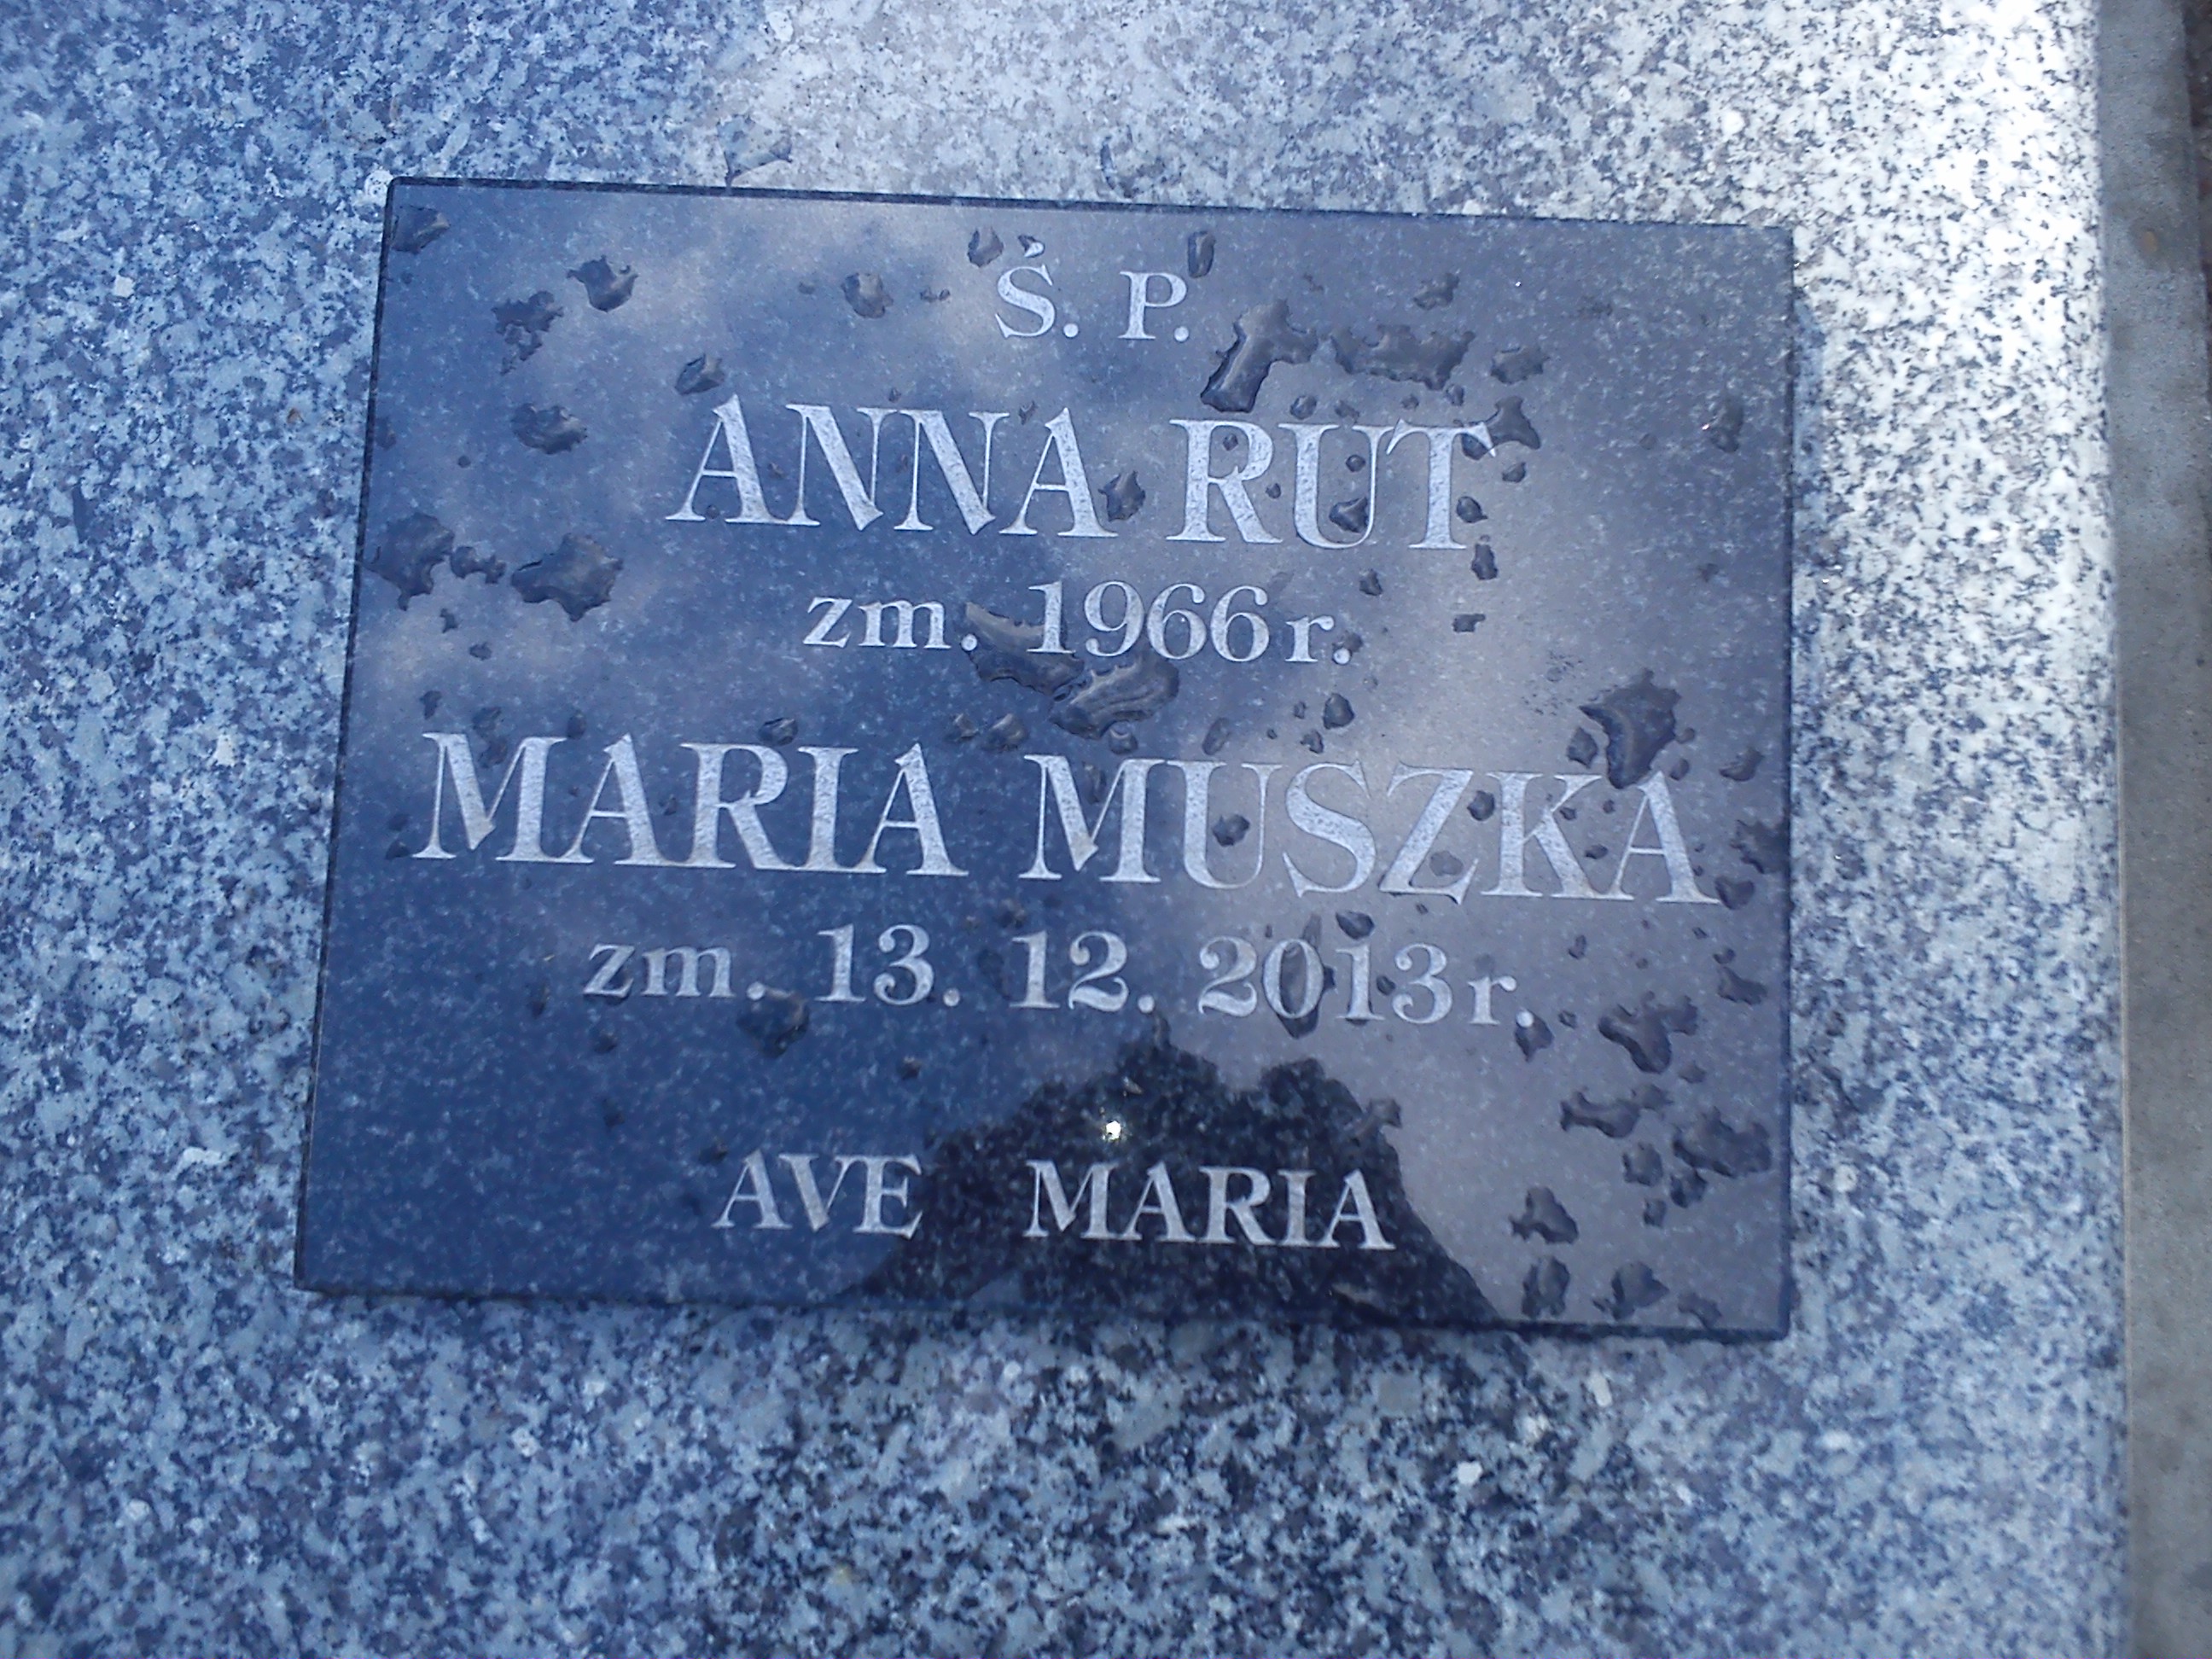 Ś. P.
ANNA RUT
zm. 1966 r.
MARIA MUSZKA
zm. 13. 12. 2013 r.
AVE MARIA